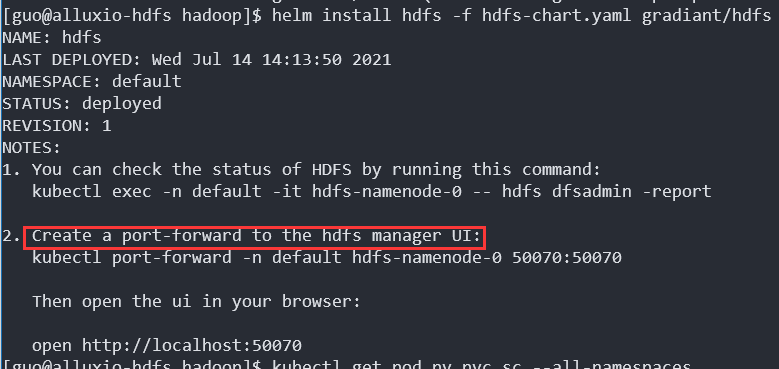 [guo@alluxio-hdfs hadoop]$ helm install hdfs -f hdfs-chart.yaml gradiant/hdfs
NAME: hdfs
LAST DEPLOYED: Wed Jul 14 14:13:50 2021
NAMESPACE: default
STATUS: deployed
REVISION: 1
NOTES:
1. You can check the status of HDFS by running this command:
kubectl exec -n default -it hdfs-namenode-0 -- hdfs dfsadmin -report
2. Create a port-forward to the hdfs manager UI:
kubectl port-forward -n default hdfs-namenode-0 50070:50070
Then open the ui in your browser:
open http://localhost:50070
[guo@alluxio-hdfs hadoop]$ kubectl get pod,pv,pvc,sc --all-namespaces